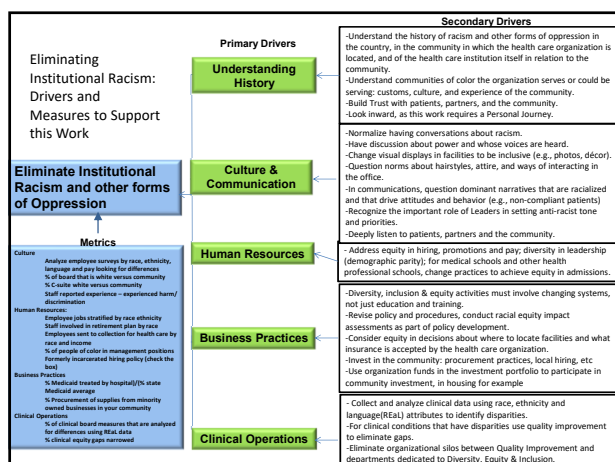 Eliminating
Institutional Racism:
Drivers and
Measures to Support
this Work
Eliminate Institutional
Racism and other forms
of Oppression
Metrics
Culture
Analyze employee surveys by race, ethnicity,
language and pay looking for differences
% of board that is white versus community
% C-suite white versus community
Staff reported experience – experienced harm/
discrimination
Human Resources:
Employee jobs stratified by race ethnicity
Staff involved in retirement plan by race
Employees sent to collection for health care by
race and income
% of people of color in management positions
Formerly incarcerated hiring policy (check the
box)
Business Practices
% Medicaid treated by hospital)/(% state
Medicaid average
% Procurement of supplies from minority
owned businesses in your community
Clinical Operations
% of clinical board measures that are analyzed
for differences using REaL data
% clinical equity gaps narrowed
Primary Drivers
Understanding
History
Culture &
Communication
Human Resources
Business Practices
Clinical Operations
Secondary Drivers
-Understand the history of racism and other forms of oppression in
the country, in the community in which the health care organization is
located, and of the health care institution itself in relation to the
community.
-Understand communities of color the organization serves or could be
serving: customs, culture, and experience of the community.
-Build Trust with patients, partners, and the community.
-Look inward, as this work requires a Personal Journey.
-Normalize having conversations about racism.
-Have discussion about power and whose voices are heard.
-Change visual displays in facilities to be inclusive (e.g., photos, décor).
-Question norms about hairstyles, attire, and ways of interacting in
the office.
-In communications, question dominant narratives that are racialized
and that drive attitudes and behavior (e.g., non-compliant patients)
-Recognize the important role of Leaders in setting anti-racist tone
and priorities.
-Deeply listen to patients, partners and the community.
- Address equity in hiring, promotions and pay; diversity in leadership
(demographic parity); for medical schools and other health
professional schools, change practices to achieve equity in admissions.
-Diversity, inclusion & equity activities must involve changing systems,
not just education and training.
-Revise policy and procedures, conduct racial equity impact
assessments as part of policy development.
-Consider equity in decisions about where to locate facilities and what
insurance is accepted by the health care organization.
-Invest in the community: procurement practices, local hiring, etc
-Use organization funds in the investment portfolio to participate in
community investment, in housing for example
- Collect and analyze clinical data using race, ethnicity and
language(REaL) attributes to identify disparities.
-For clinical conditions that have disparities use quality improvement
to eliminate gaps.
-Eliminate organizational silos between Quality Improvement and
departments dedicated to Diversity, Equity & Inclusion.